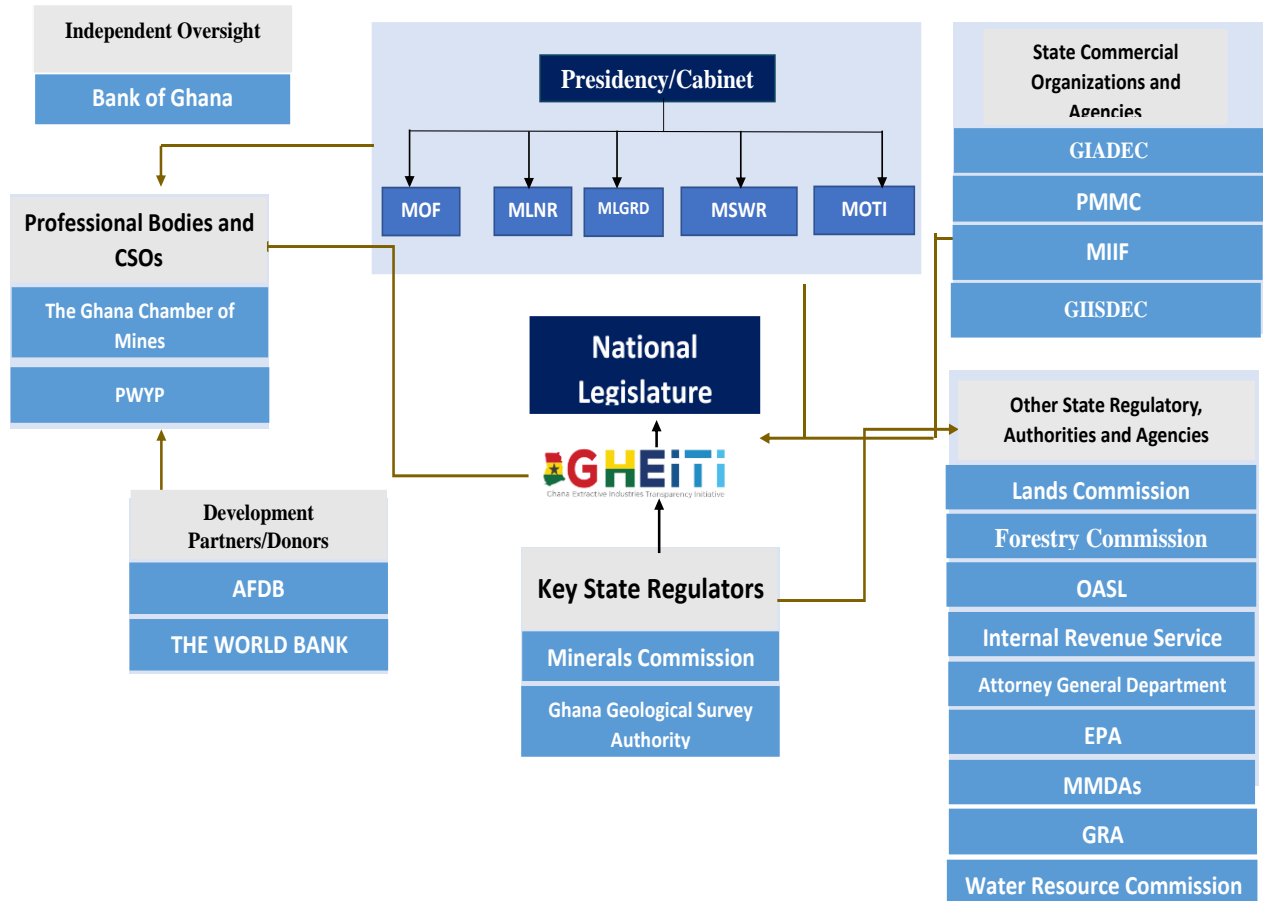 Independent Oversight
Bank of Ghana
Presidency/Cabinet
MOF
MLNR
MLGRD
MSWR
MOTI
State Commercial
Organizations and
Agencies
GIADEC
PMMC
MIIF
GIISDEC
Professional Bodies and
CSOs
The Ghana Chamber of
Mines
PWYP
National
Legislature
GHEITI
Ghana Extractive Industries Transparency Initiative
Other State Regulatory,
Authorities and Agencies
Lands Commission
Forestry Commission
OASL
Internal Revenue Service
Attorney General Department
EPA
MMDAs
GRA
Water Resource Commission
Development
Partners/Donors
AFDB
THE WORLD BANK
Key State Regulators
Minerals Commission
Ghana Geological Survey
Authority